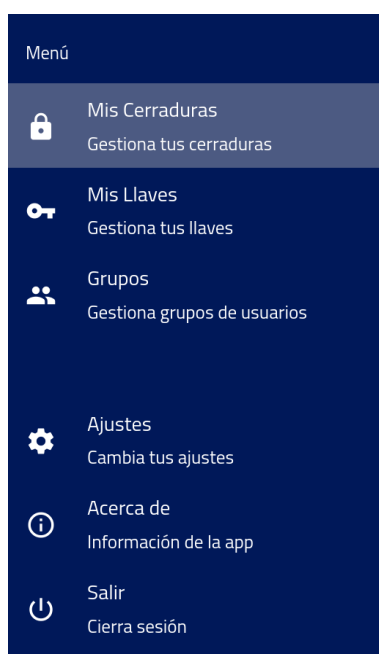 Menú
Mis Cerraduras
Gestiona tus cerraduras
Mis Llaves
Gestiona tus llaves
Grupos
Gestiona grupos de usuarios
Ajustes
Cambia tus ajustes
Acerca de
Información de la app
Salir
Cierra sesión